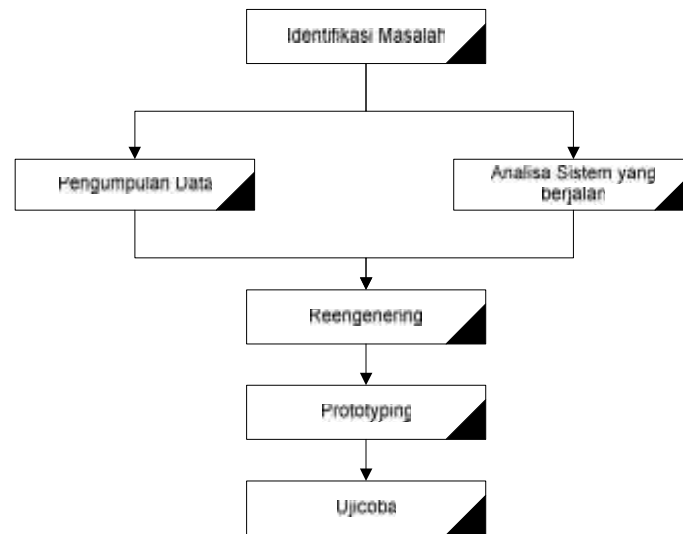 Identifikasi Masalah
Pengumpulan Data
Analisa Sistem yang
berjalan
Reengenering
Prototyping
Ujicoba